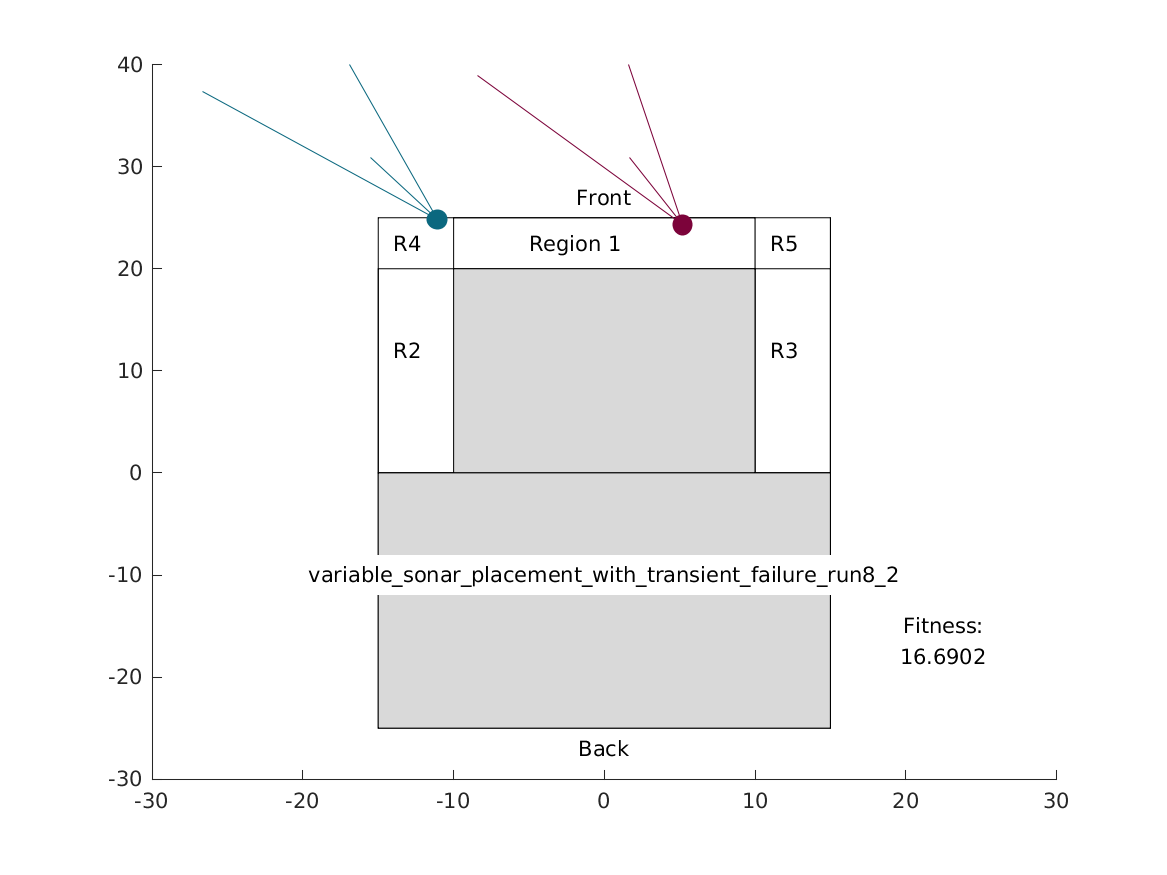 40
30
20
10
0
-10
-20
-30
-30
-20
-10
0
10
20
30
Front
R4
Region 1
R5
R2
R3
variable_sonar_placement_with_transient_failure_run8_2
Fitness:
16.6902
Back